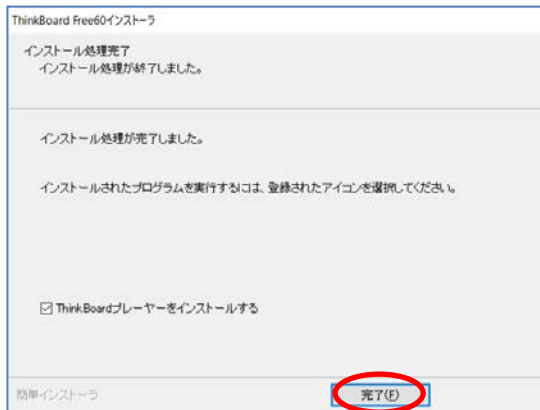 ThinkBoard Free60インストーラ
インストール処理完了
インストール処理が終了しました。
インストール処理が完了しました。
インストールされたプログラムを実行するには、登録されたアイコンを選択してください。
ThinkBoardプレーヤーをインストールする
簡単インストーラ
完了(F)